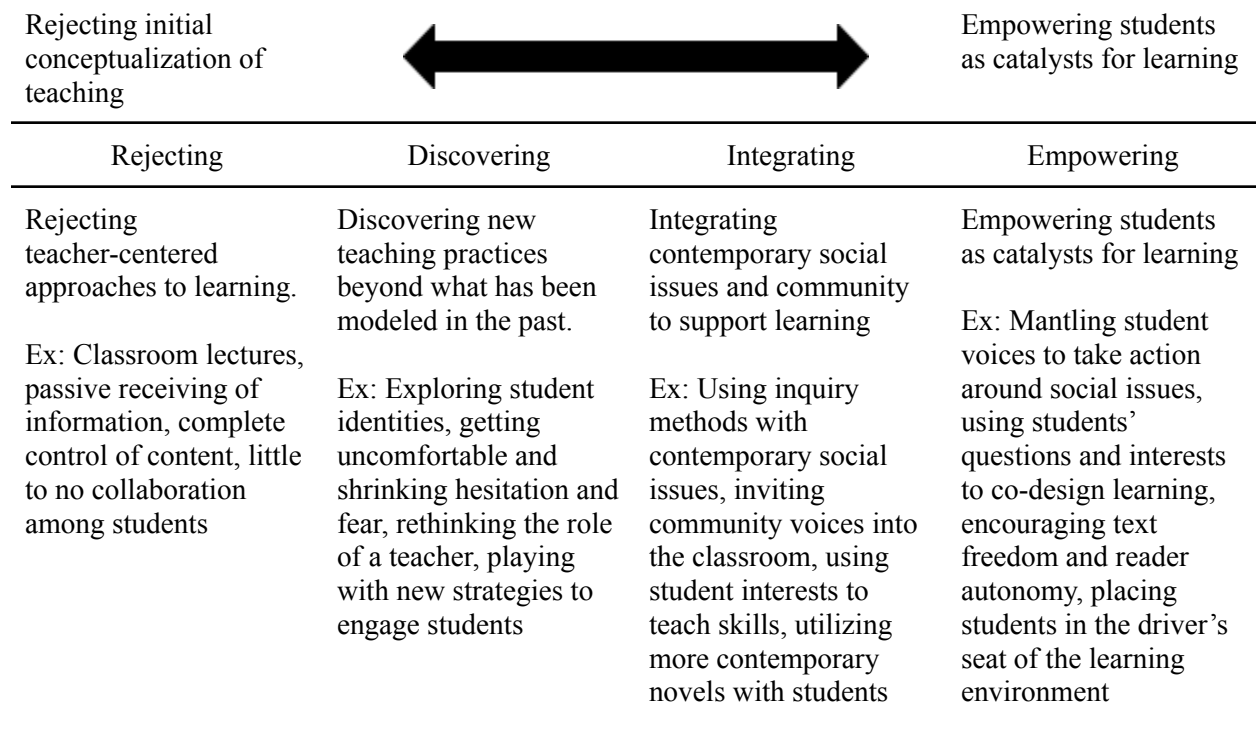 Rejecting initial
conceptualization of
teaching
Empowering students
as catalysts for learning
Rejecting
Discovering
Integrating
Empowering
Rejecting
teacher-centered
approaches to learning.
Ex: Classroom lectures,
passive receiving of
information, complete
control of content, little
to no collaboration
among students
Discovering new
teaching practices
beyond what has been
modeled in the past.
Ex: Exploring student
identities, getting
uncomfortable and
shrinking hesitation and
fear, rethinking the role
of a teacher, playing
with new strategies to
engage students
Integrating
contemporary social
issues and community
to support learning
Ex: Using inquiry
methods with
contemporary social
issues, inviting
community voices into
the classroom, using
student interests to
teach skills, utilizing
more contemporary
novels with students
Empowering students
as catalysts for learning
Ex: Mantling student
voices to take action
around social issues,
using students’
questions and interests
to co-design learning,
encouraging text
freedom and reader
autonomy, placing
students in the driver’s
seat of the learning
environment